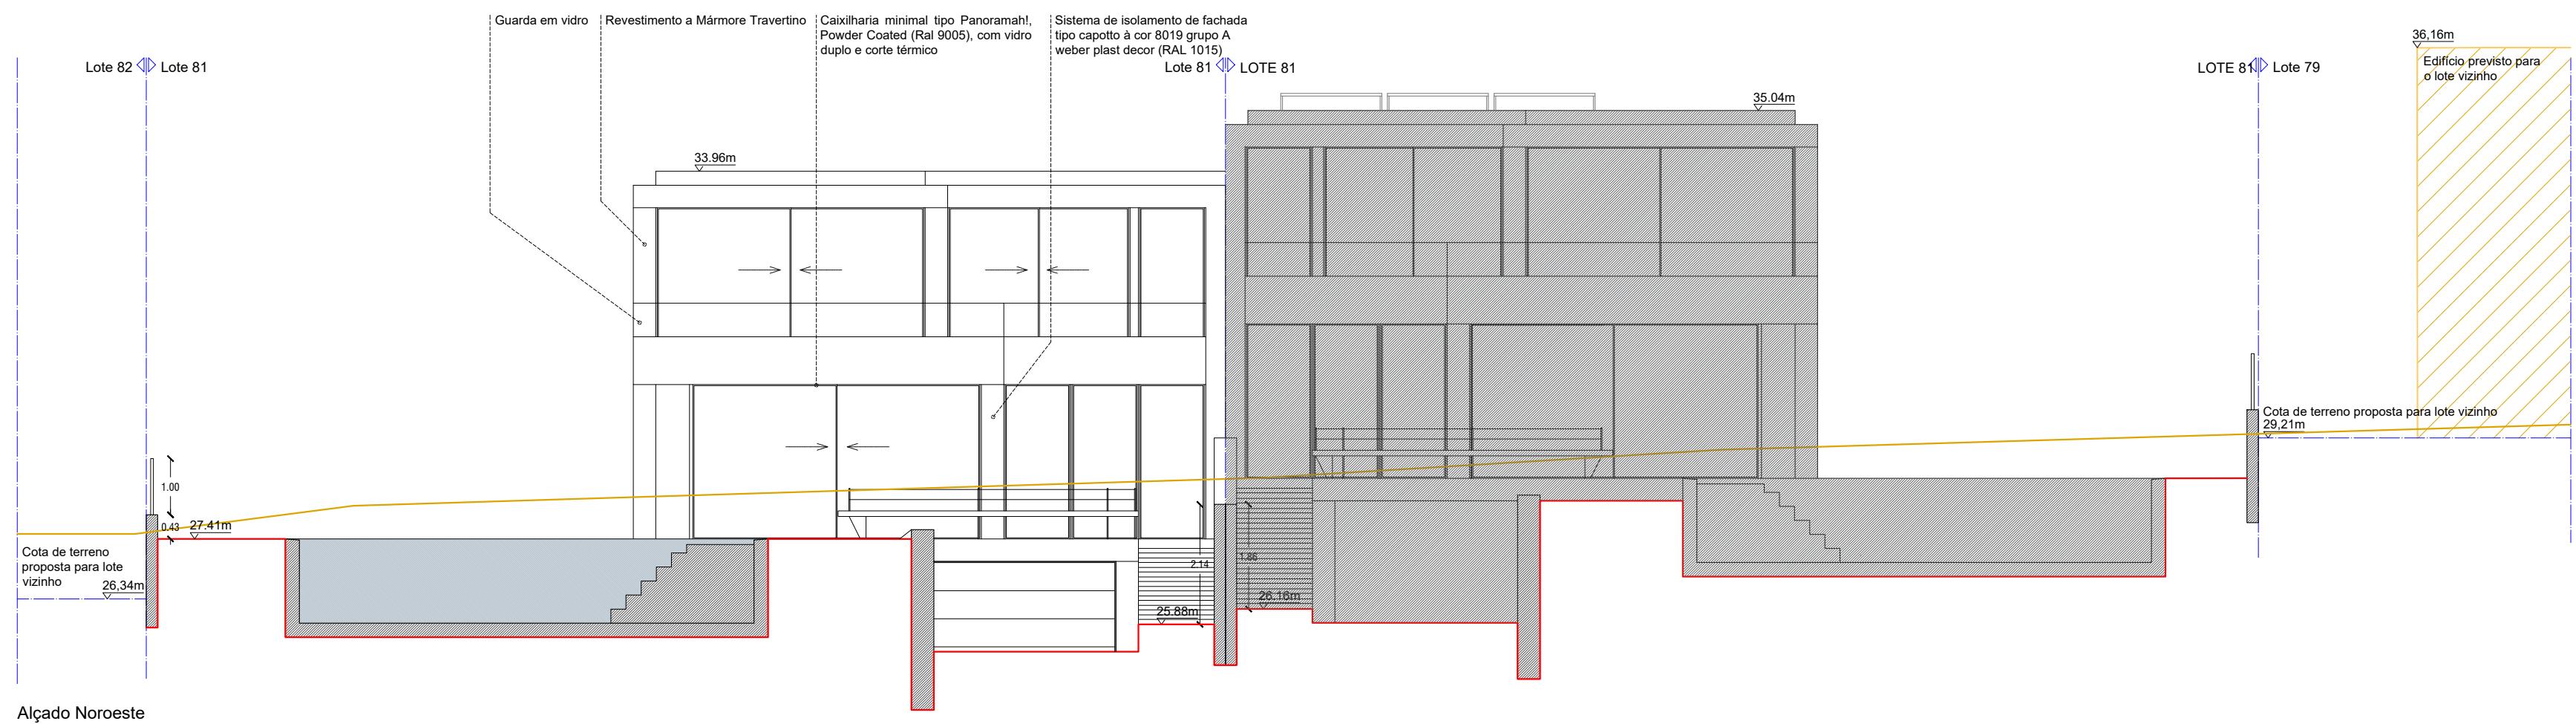 Guarda em vidro
Revestimento a Mármore Travertino
Caixilharia minimal tipo Panoramah!,
Powder Coated (Ral 9005), com vidro
duplo e corte térmico
Sistema de isolamento de fachada
tipo capotto à cor 8019 grupo A
weber plast decor (RAL 1015)
36,16m
Edifício previsto para
o lote vizinho
Lote 82
Lote 81
Lote 81
LOTE 81
LOTE 81
Lote 79
35.04m
33.96m
Cota de terreno proposta para lote vizinho
29,21m
1.00
0.43
27.41m
Cota de terreno
proposta para lote
vizinho
26,34m
2.14
1.86
26,16m
25.88m
Alçado Noroeste